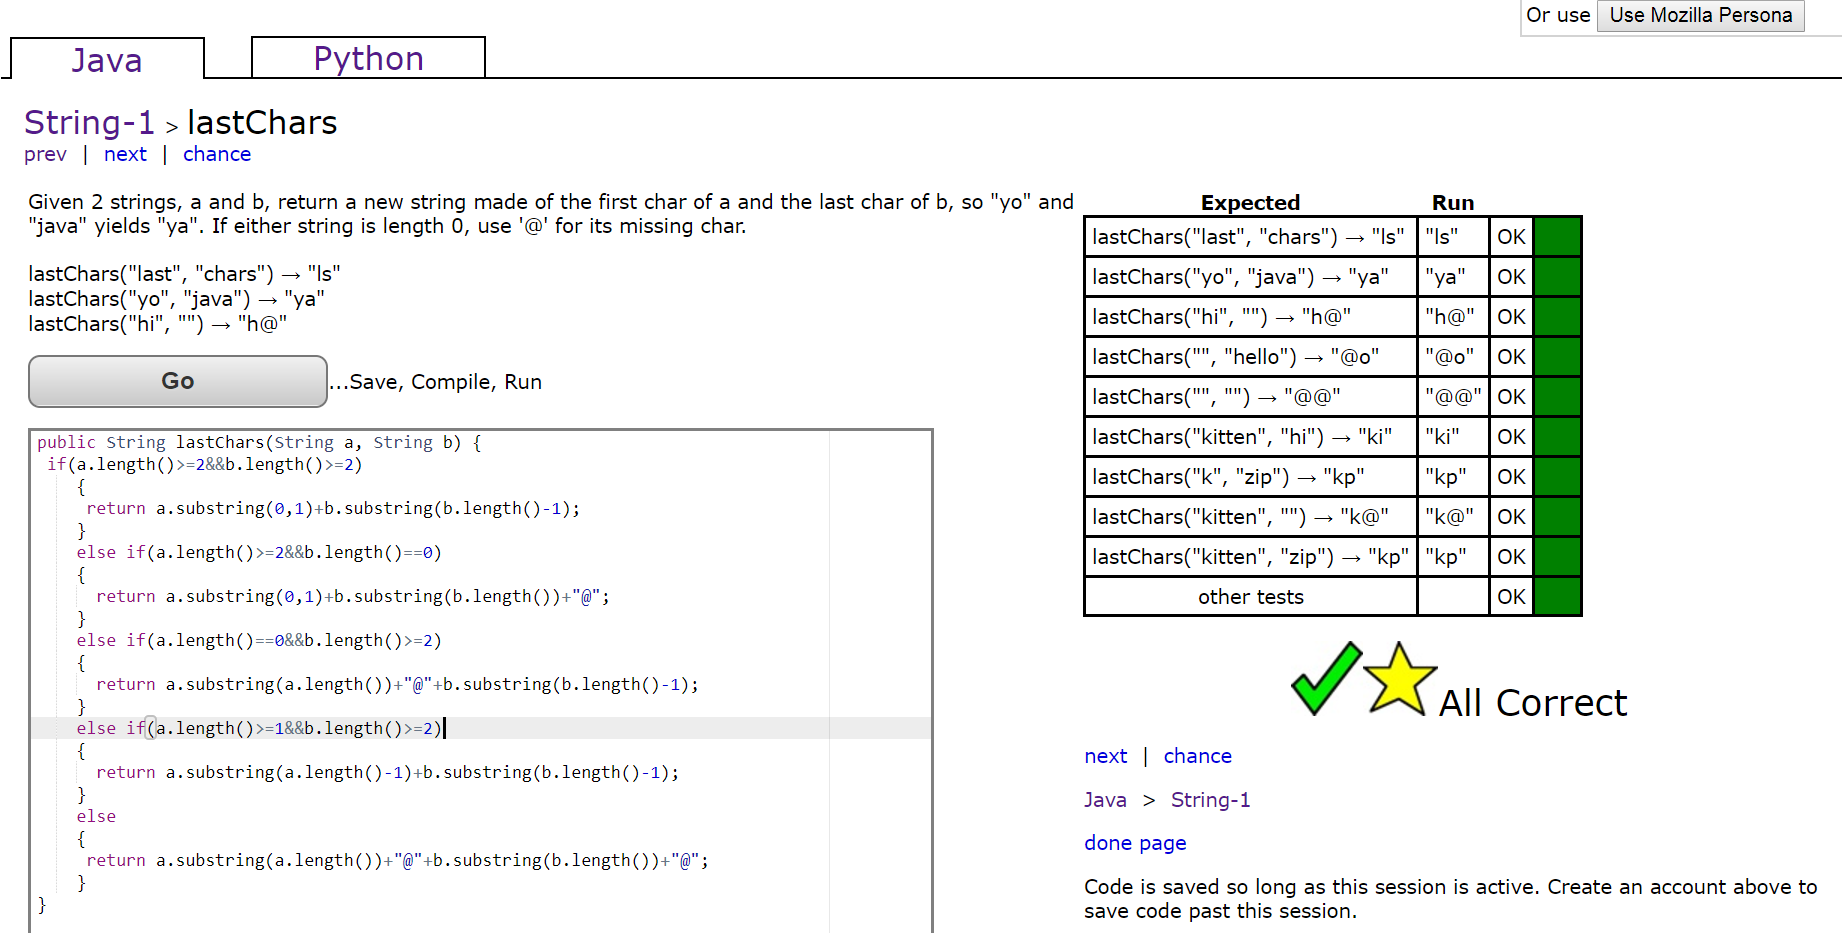 Or use Use Mozilla Persona
Java Python
String-1 > lastChars
prev | next | chance
Given 2 strings, a and b, return a new string made of the first char of a and the last char of b, so "yo" and
"java" yields "ya". If either string is length 0, use '@' for its missing char.
lastChars("last", "chars") → "ls"
lastChars("yo", "java") → "ya"
lastChars("hi", "") → "h@"
Go ...Save, Compile, Run
public String lastChars(String a, String b) {
if(a.length()>=2&&b.length()>=2)
{
return a.substring(0,1)+b.substring(b.length()-1);
}
else if(a.length()>=2&&b.length()==0)
{
return a.substring(0,1)+b.substring(b.length())+"@";
}
else if(a.length()==0&&b.length()>=2)
{
return a.substring(a.length())+"@"+b.substring(b.length()-1);
}
else if(a.length()>=1&&b.length()>=2)
{
return a.substring(a.length()-1)+b.substring(b.length()-1);
}
else
{
return a.substring(a.length())+"@"+b.substring(b.length())+"@";
}
}
Expected Run
lastChars("last", "chars") → "ls" "ls" OK
lastChars("yo", "java") → "ya" "ya" OK
lastChars("hi", "") → "h@" "h@" OK
lastChars("", "hello") → "@o" "@o" OK
lastChars("", "") → "@@" "@@" OK
lastChars("kitten", "hi") → "ki" "ki" OK
lastChars("k", "zip") → "kp" "kp" OK
lastChars("kitten", "") → "k@" "k@" OK
lastChars("kitten", "zip") → "kp" "kp" OK
other tests OK
All Correct
next | chance
Java > String-1
done page
Code is saved so long as this session is active. Create an account above to
save code past this session.